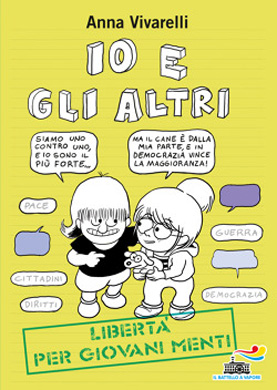 Anna Vivarelli
IO E
GLI ALTRI
SIAMO UNO
CONTRO UNO,
E IO SONO IL
PIÙ FORTE...
MA IL CANE È DALLA
MIA PARTE, E IN
DEMOCRAZIA VINCE
LA MAGGIORANZA!
PACE
GUERRA
CITTADINI
DIRITTI
DEMOCRAZIA
LIBERTÀ
PER GIOVANI MENTI
IL BATTELLO A VAPORE